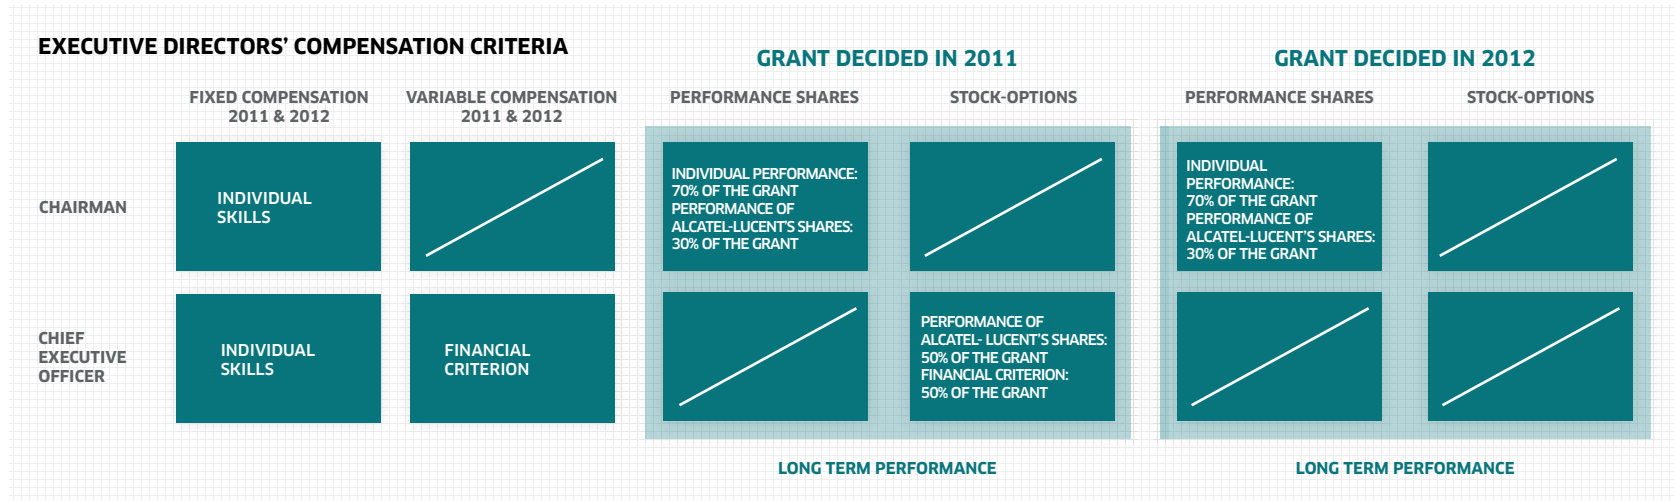 EXECUTIVE DIRECTORS’ COMPENSATION CRITERIA
GRANT DECIDED IN 2011
GRANT DECIDED IN 2012
FIXED COMPENSATION
2011 & 2012
VARIABLE COMPENSATION
2011 & 2012
PERFORMANCE SHARES
STOCK-OPTIONS
PERFORMANCE SHARES
STOCK-OPTIONS
CHAIRMAN
INDIVIDUAL
SKILLS
INDIVIDUAL PERFORMANCE:
70% OF THE GRANT
PERFORMANCE OF
ALCATEL-LUCENT’S SHARES:
30% OF THE GRANT
INDIVIDUAL
PERFORMANCE:
70% OF THE GRANT
PERFORMANCE OF
ALCATEL-LUCENT’S SHARES:
30% OF THE GRANT
CHIEF
EXECUTIVE
OFFICER
INDIVIDUAL
SKILLS
FINANCIAL
CRITERION
PERFORMANCE OF
ALCATEL- LUCENT’S SHARES:
50% OF THE GRANT
FINANCIAL CRITERION:
50% OF THE GRANT
LONG TERM PERFORMANCE
LONG TERM PERFORMANCE